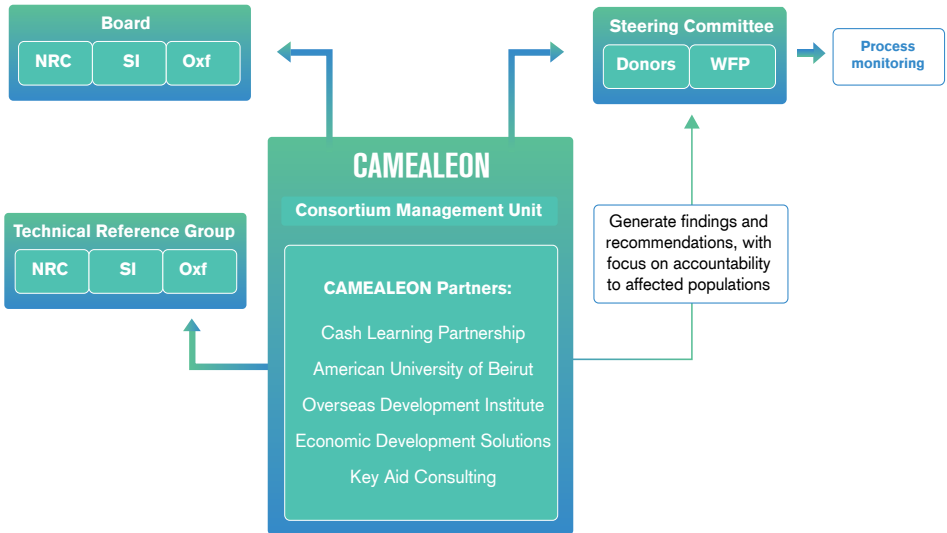 Board
NRC SI Oxf
Steering Committee
Donors WFP
Process
monitoring
CAMEALEON
Consortium Management Unit
Technical Reference Group
NRC SI Oxf
Generate findings and
recommendations, with
focus on accountability
to affected populations
CAMEALEON Partners:
Cash Learning Partnership
American University of Beirut
Overseas Development Institute
Economic Development Solutions
Key Aid Consulting